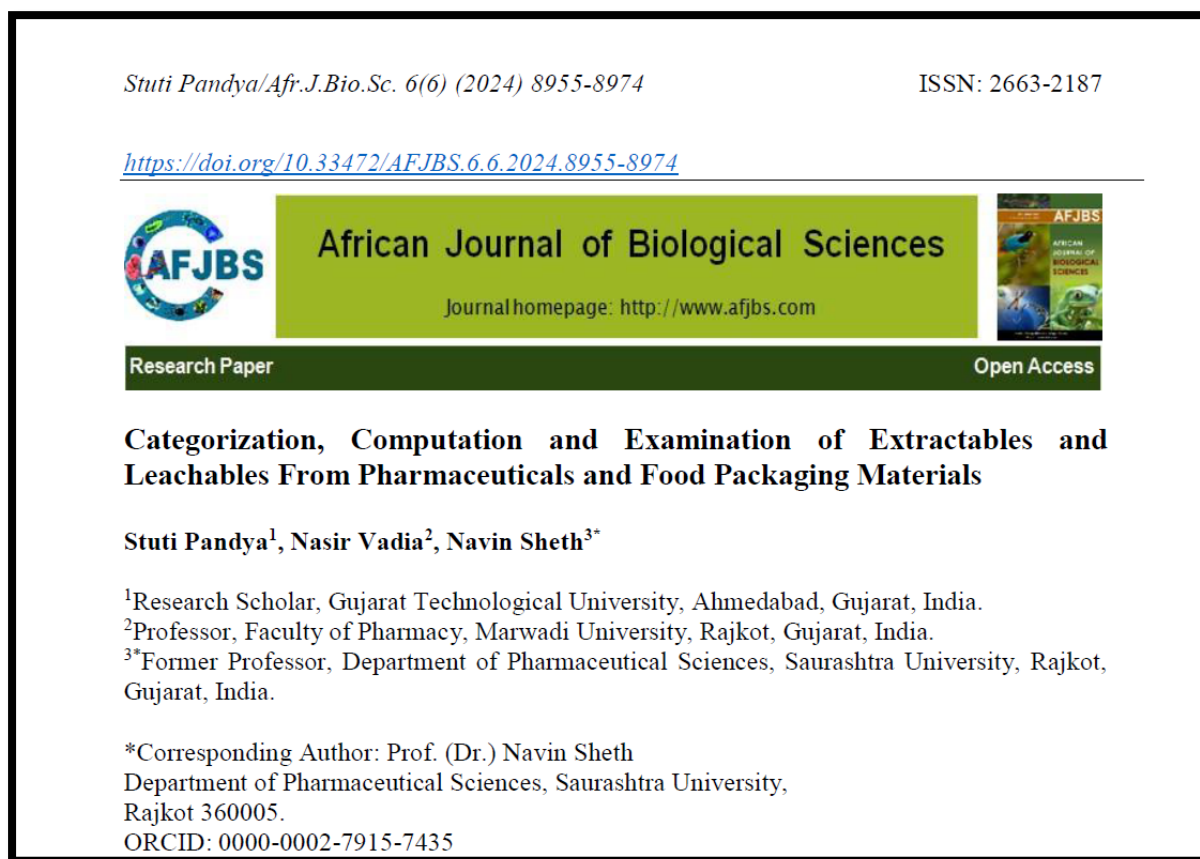 Stuti Pandya/Afr.J.Bio.Sc. 6(6) (2024) 8955-8974 ISSN: 2663-2187
https://doi.org/10.33472/AFJBS.6.6.2024.8955-8974
AFJBS
African Journal of Biological Sciences
Journal homepage: http://www.afjbs.com
AFJBS
AFRICAN
JOURNAL OF
BIOLOGICAL
SCIENCES
Research Paper Open Access
Categorization, Computation and Examination of Extractables and
Leachables From Pharmaceuticals and Food Packaging Materials
Stuti Pandya1, Nasir Vadia2, Navin Sheth3*
1Research Scholar, Gujarat Technological University, Ahmedabad, Gujarat, India.
2Professor, Faculty of Pharmacy, Marwadi University, Rajkot, Gujarat, India.
3*Former Professor, Department of Pharmaceutical Sciences, Saurashtra University, Rajkot,
Gujarat, India.
*Corresponding Author: Prof. (Dr.) Navin Sheth
Department of Pharmaceutical Sciences, Saurashtra University,
Rajkot 360005.
ORCID: 0000-0002-7915-7435